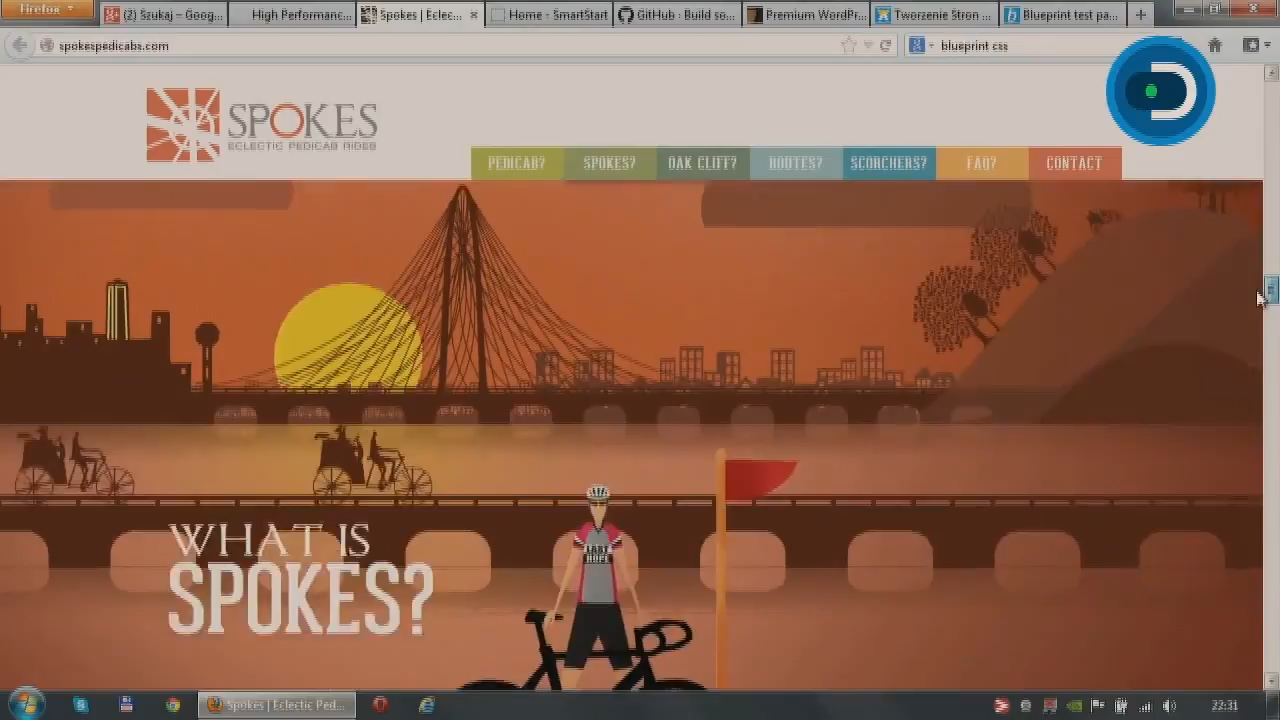 Firefox
(2) Szukaj – Goog...
High Performanc...
Spokes | Eclec...
Home - SmartStart
GitHub · Build so...
Premium WordPr...
Tworzenie Stron ...
Blueprint test pa...
spokespedicabs.com
blueprint css
SPOKES
ECLECTIC PEDICAB RIDES
PEDICAB?
SPOKES?
OAK CLIFF?
ROUTES?
SCORCHERS?
FAQ?
CONTACT
WHAT IS
SPOKES?
LAST
HOPE
Spokes | Eclectic Ped...
22:31